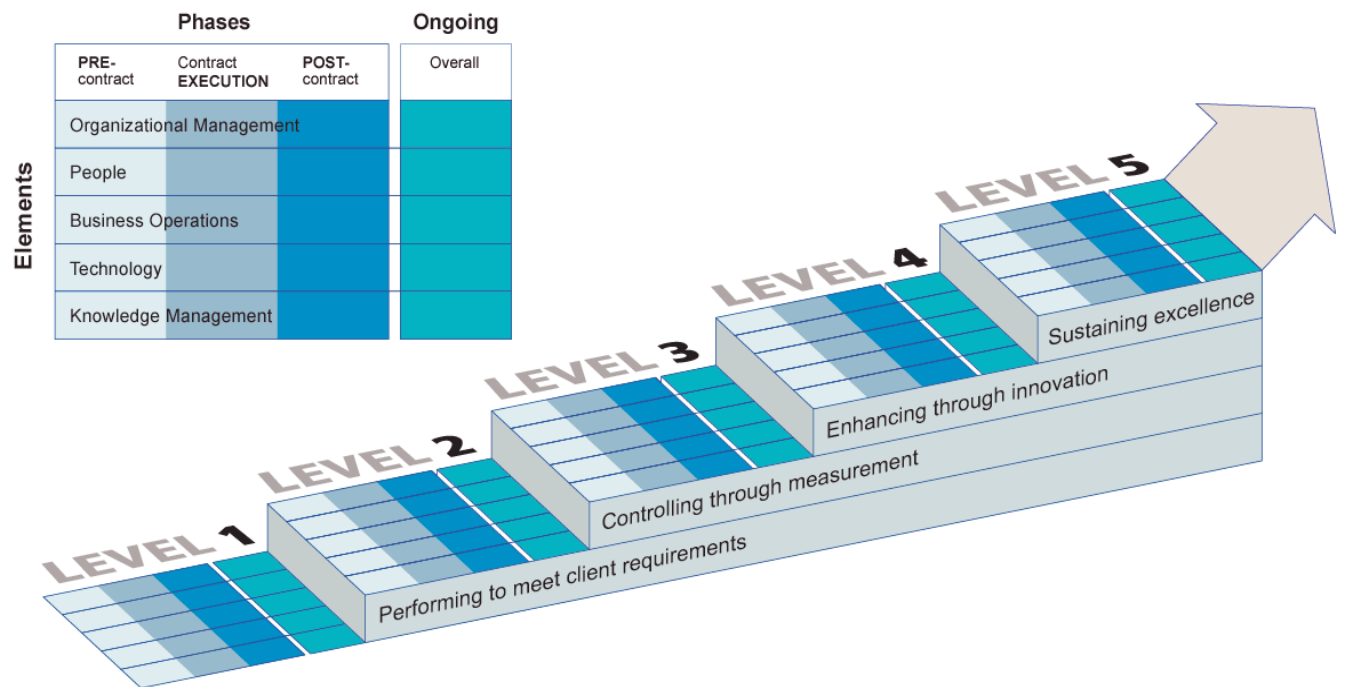 Phases
Ongoing
PRE-
contract
Contract
EXECUTION
POST-
contract
Overall
Elements
Organizational Management
People
Business Operations
Technology
Knowledge Management
LEVEL 5
LEVEL 4
LEVEL 3
LEVEL 2
LEVEL 1
Sustaining excellence
Enhancing through innovation
Controlling through measurement
Performing to meet client requirements